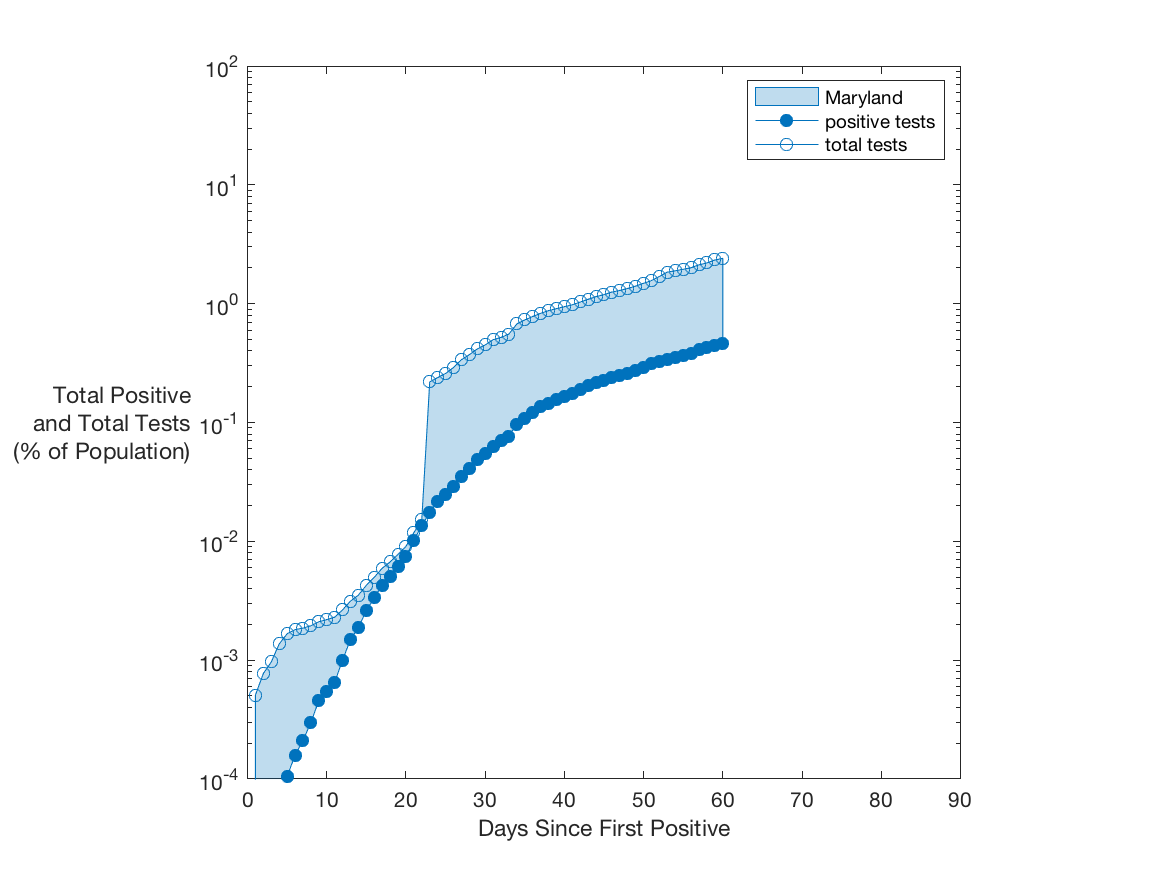 10^2
10^1
10^0
10^-1
10^-2
10^-3
10^-4
Total Positive
and Total Tests
(% of Population)
Maryland
positive tests
total tests
0 10 20 30 40 50 60 70 80 90
Days Since First Positive